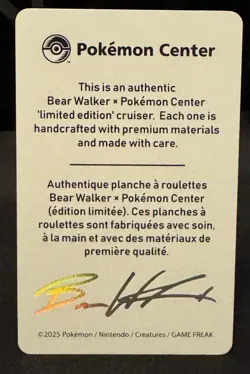 Pokémon Center
This is an authentic
Bear Walker × Pokémon Center
'limited edition' cruiser. Each one is
handcrafted with premium materials
and made with care.
Authentique planche à roulettes
Bear Walker × Pokémon Center
(édition limitée). Ces planches à
roulettes sont fabriquées avec soin,
à la main et avec des matériaux de
première qualité.
©2025 Pokémon / Nintendo / Creatures / GAME FREAK